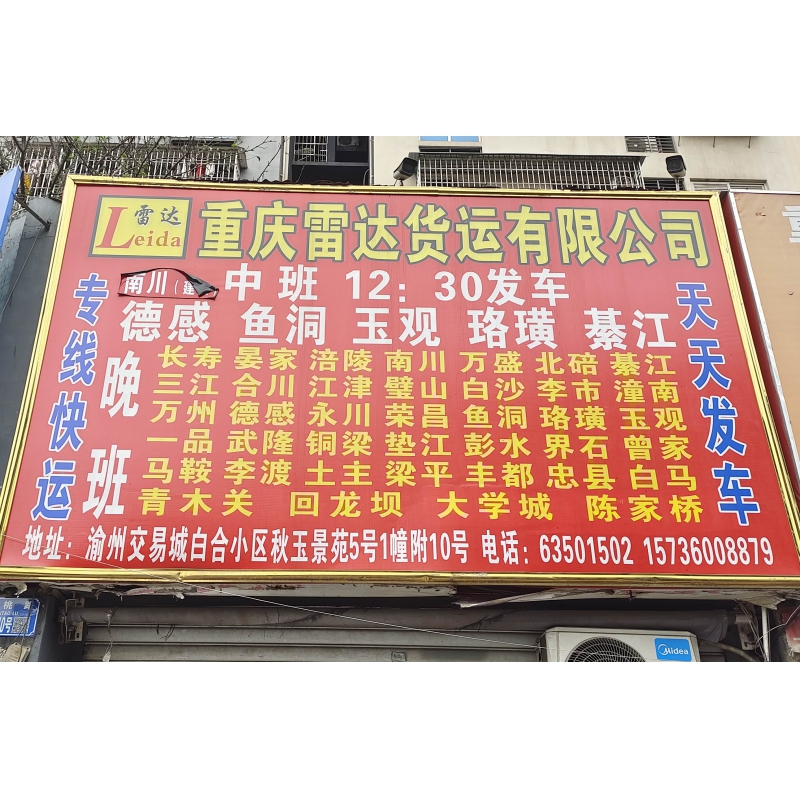 雷达
Leida
重庆雷达货运有限公司
专线快运
南川（建
中班 12：30发车
德感 鱼洞 玉观 珞璜 綦江
晚班
长寿 晏家 涪陵 南川 万盛 北碚 綦江
三江 合川 江津 璧山 白沙 李市 潼南
万州 德感 永川 荣昌 鱼洞 珞璜 玉观
一品 武隆 铜梁 垫江 彭水 界石 曾家
马鞍 李渡 土主 梁平 丰都 忠县 白马
青木关 回龙坝 大学城 陈家桥
天天发车
地址：渝州交易城白合小区秋玉景苑5号1幢附10号 电话：63501502 15736008879
Midea